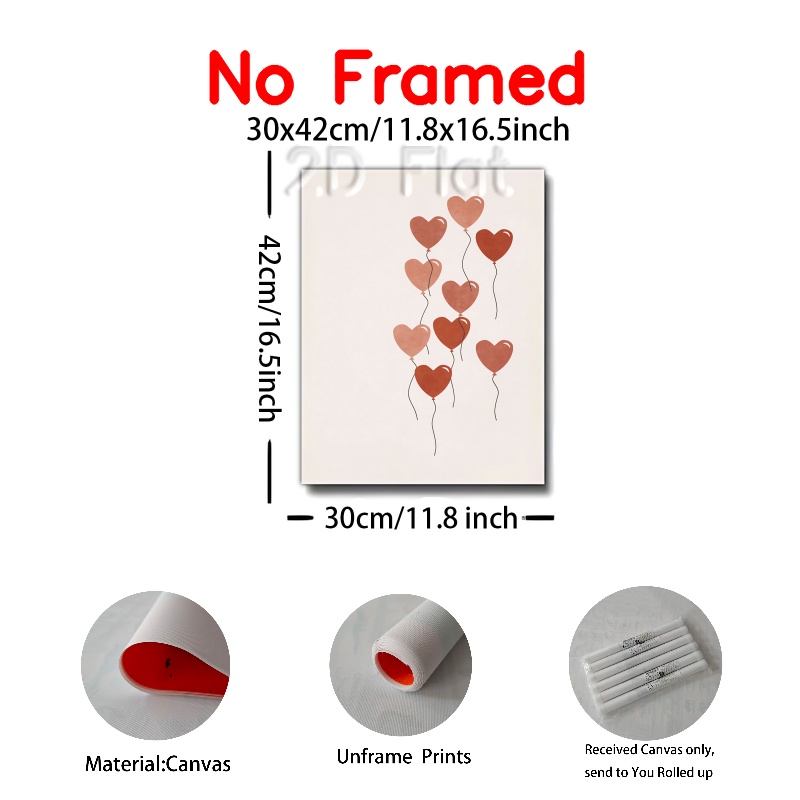 No Framed
30x42cm/11.8x16.5inch
2D Flat
42cm/16.5inch
30cm/11.8 inch
Material:Canvas
Unframe Prints
Received Canvas only,
send to You Rolled up